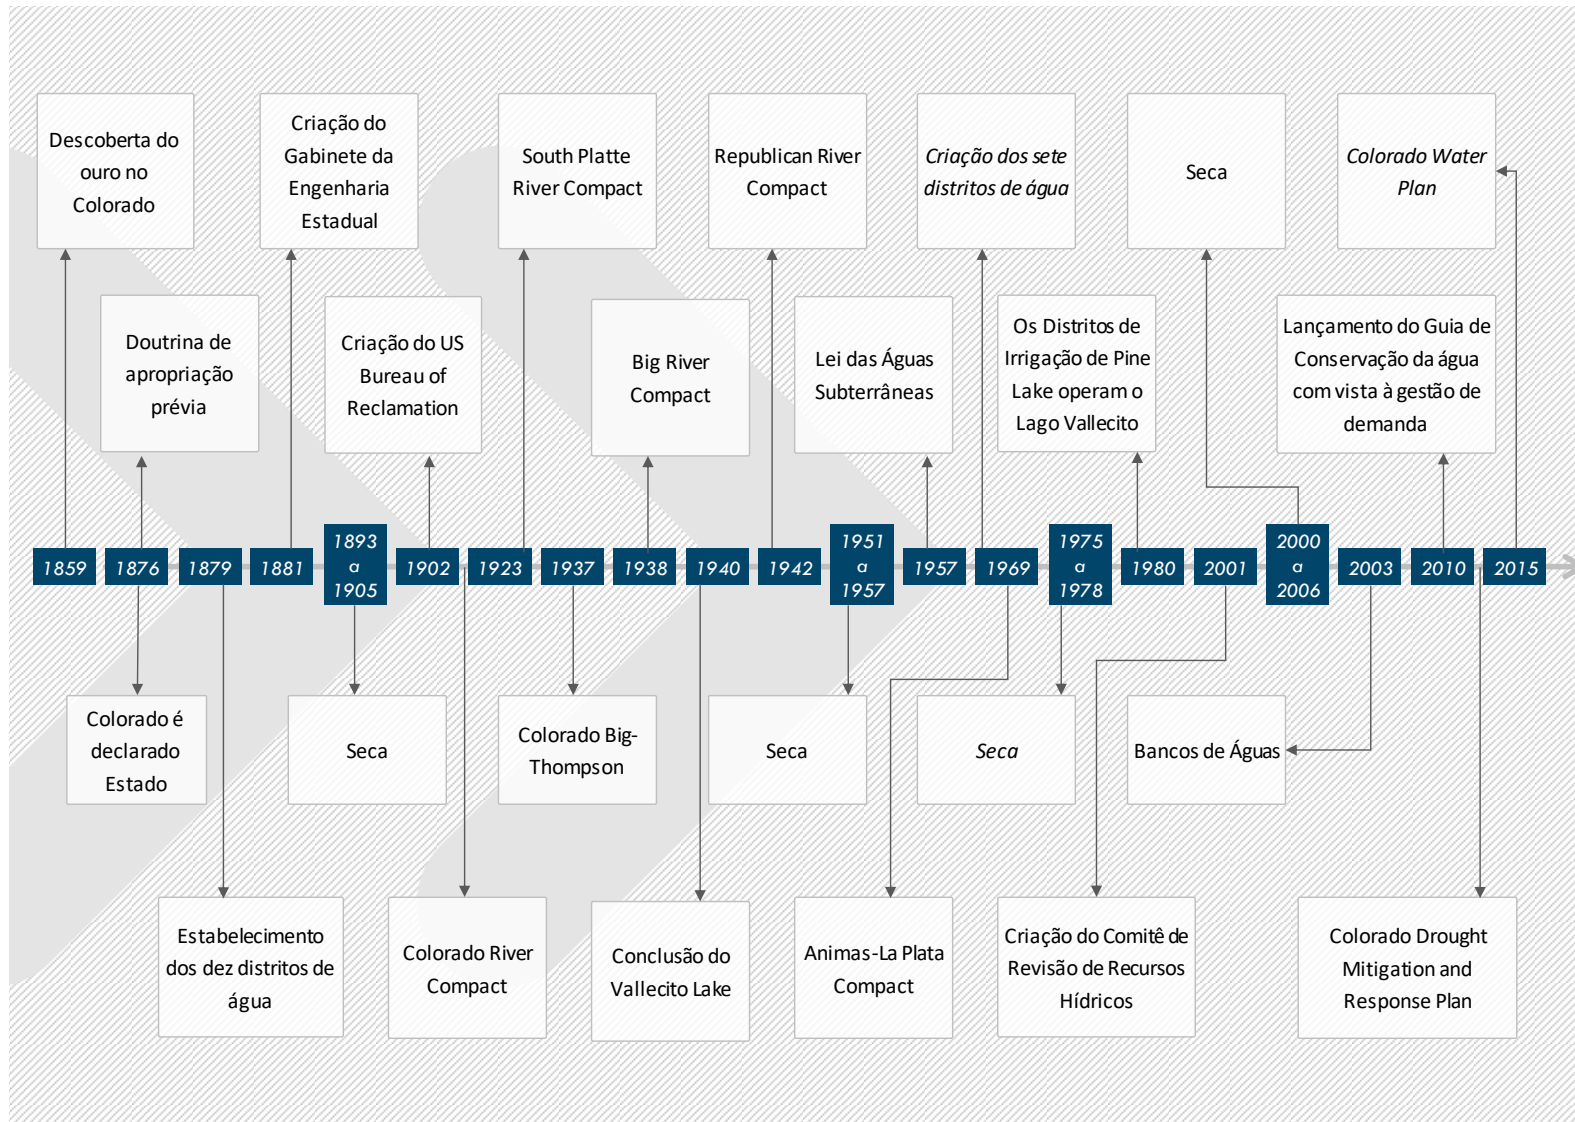 Descoberta do
ouro no
Colorado
Criação do
Gabinete da
Engenharia
Estadual
South Platte
River Compact
Republican River
Compact
Criação dos sete
distritos de água
Seca
Colorado Water
Plan
Doutrina de
apropriação
prévia
Criação do US
Bureau of
Reclamation
Big River
Compact
Lei das Águas
Subterrâneas
Os Distritos de
Irrigação de Pine
Lake operam o
Lago Vallecito
Lançamento do Guia de
Conservação da água
com vista à gestão de
demanda
1859
1876
1879
1881
1893
a
1905
1902
1923
1937
1938
1940
1942
1951
a
1957
1957
1969
1975
a
1978
1980
2001
2000
a
2006
2003
2010
2015
Colorado é
declarado
Estado
Seca
Colorado Big-
Thompson
Seca
Seca
Bancos de Águas
Estabelecimento
dos dez distritos de
água
Colorado River
Compact
Conclusão do
Vallecito Lake
Animas-La Plata
Compact
Criação do Comitê de
Revisão de Recursos
Hídricos
Colorado Drought
Mitigation and
Response Plan